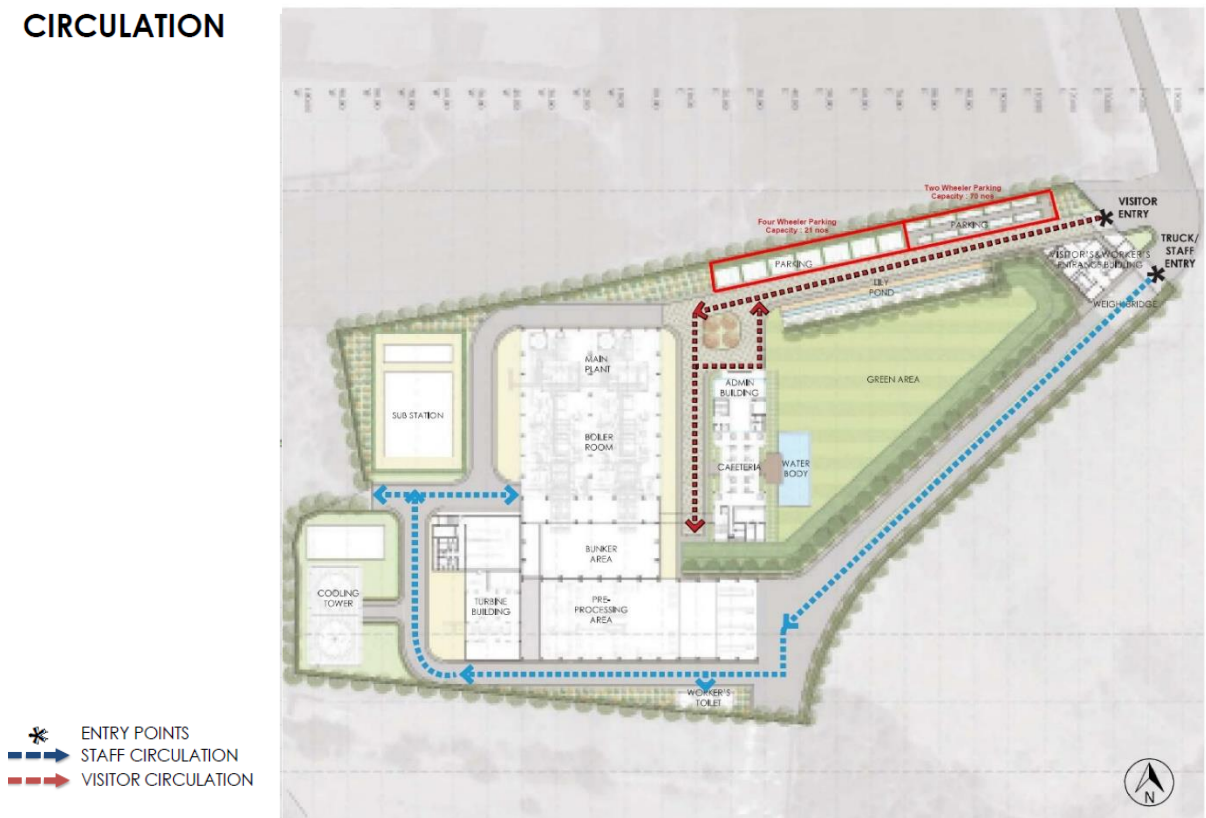 CIRCULATION
Two Wheeler Parking
Capacity : 70 nos
VISITOR
ENTRY
Four Wheeler Parking
Capacity : 21 nos
PARKING
TRUCK/
STAFF
ENTRY
PARKING
VISITOR'S&WORKER'S
ENTRANCE BUIDLING
LILY
POND
WEIGHBRIDGE
MAIN
PLANT
ADMIN
BUILDING
GREEN AREA
SUB STATION
BOILER
ROOM
CAFETERIA
WATER
BODY
BUNKER
AREA
COOLING
TOWER
TURBINE
BUILDING
PRE-
PROCESSING
AREA
WORKER'S
TOILET
ENTRY POINTS
STAFF CIRCULATION
VISITOR CIRCULATION
N